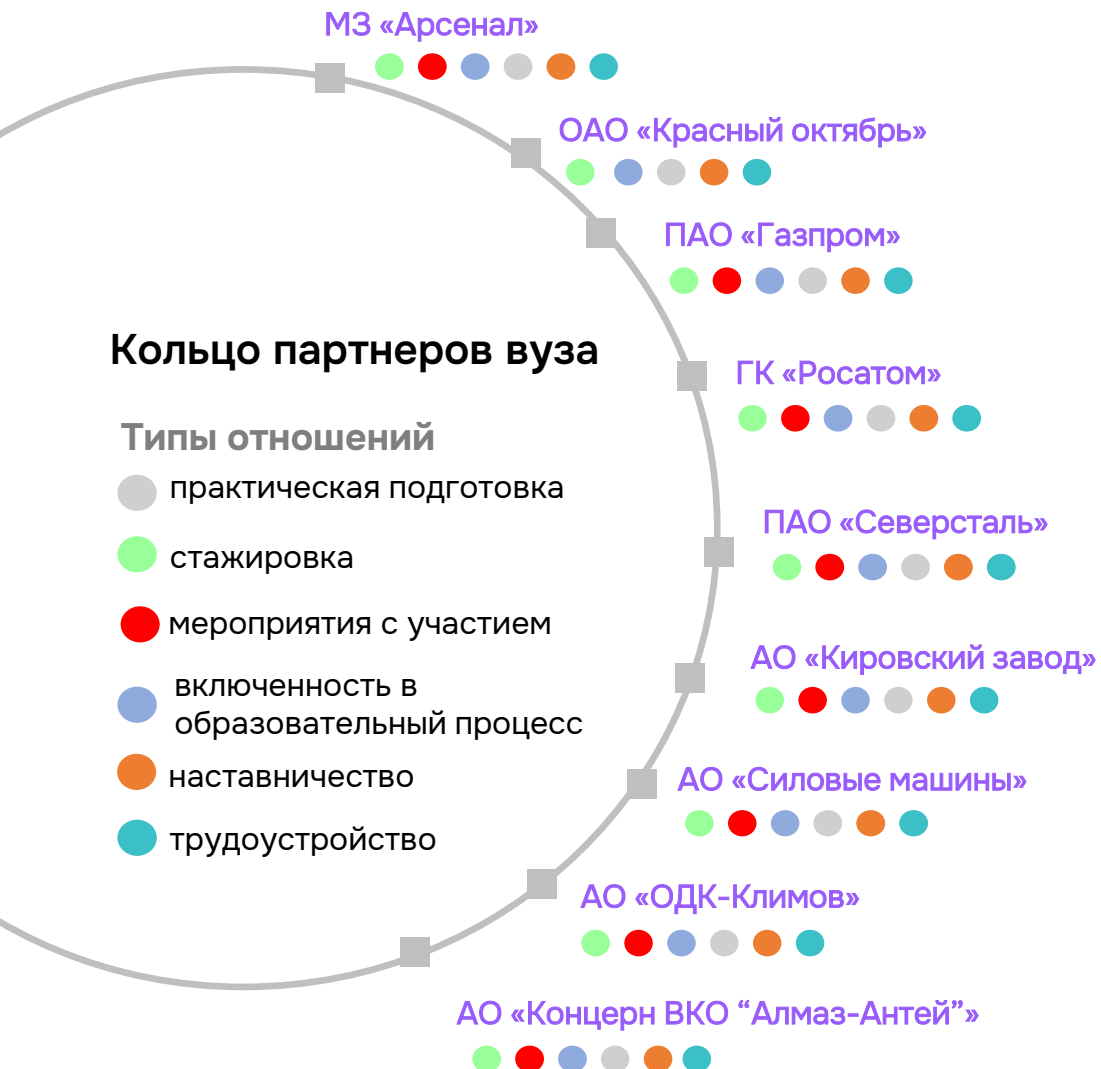 МЗ «Арсенал»
ОАО «Красный октябрь»
ПАО «Газпром»
Кольцо партнеров вуза
ГК «Росатом»
Типы отношений
практическая подготовка
стажировка
мероприятия с участием
включенность в
образовательный процесс
наставничество
трудоустройство
ПАО «Северсталь»
АО «Кировский завод»
АО «Силовые машины»
АО «ОДК-Климов»
АО «Концерн ВКО “Алмаз-Антей”»